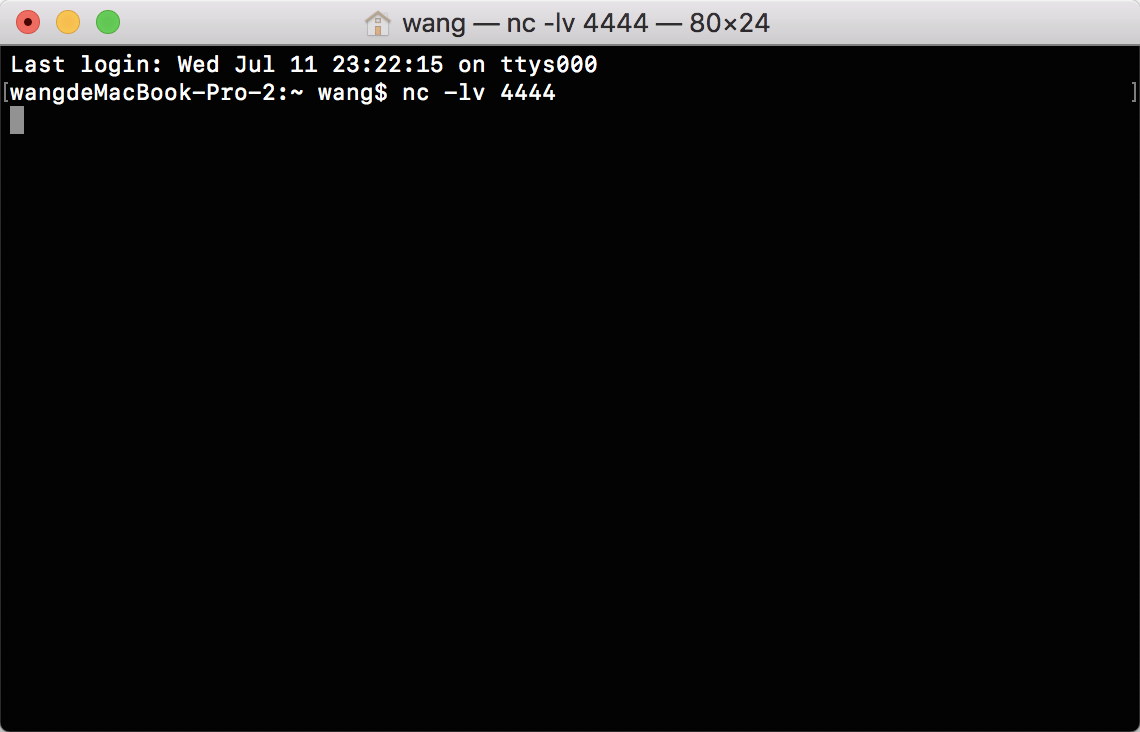 wang — nc -lv 4444 — 80×24
Last login: Wed Jul 11 23:22:15 on ttys000
[wangdeMacBook-Pro-2:~ wang$ nc -lv 4444 ]